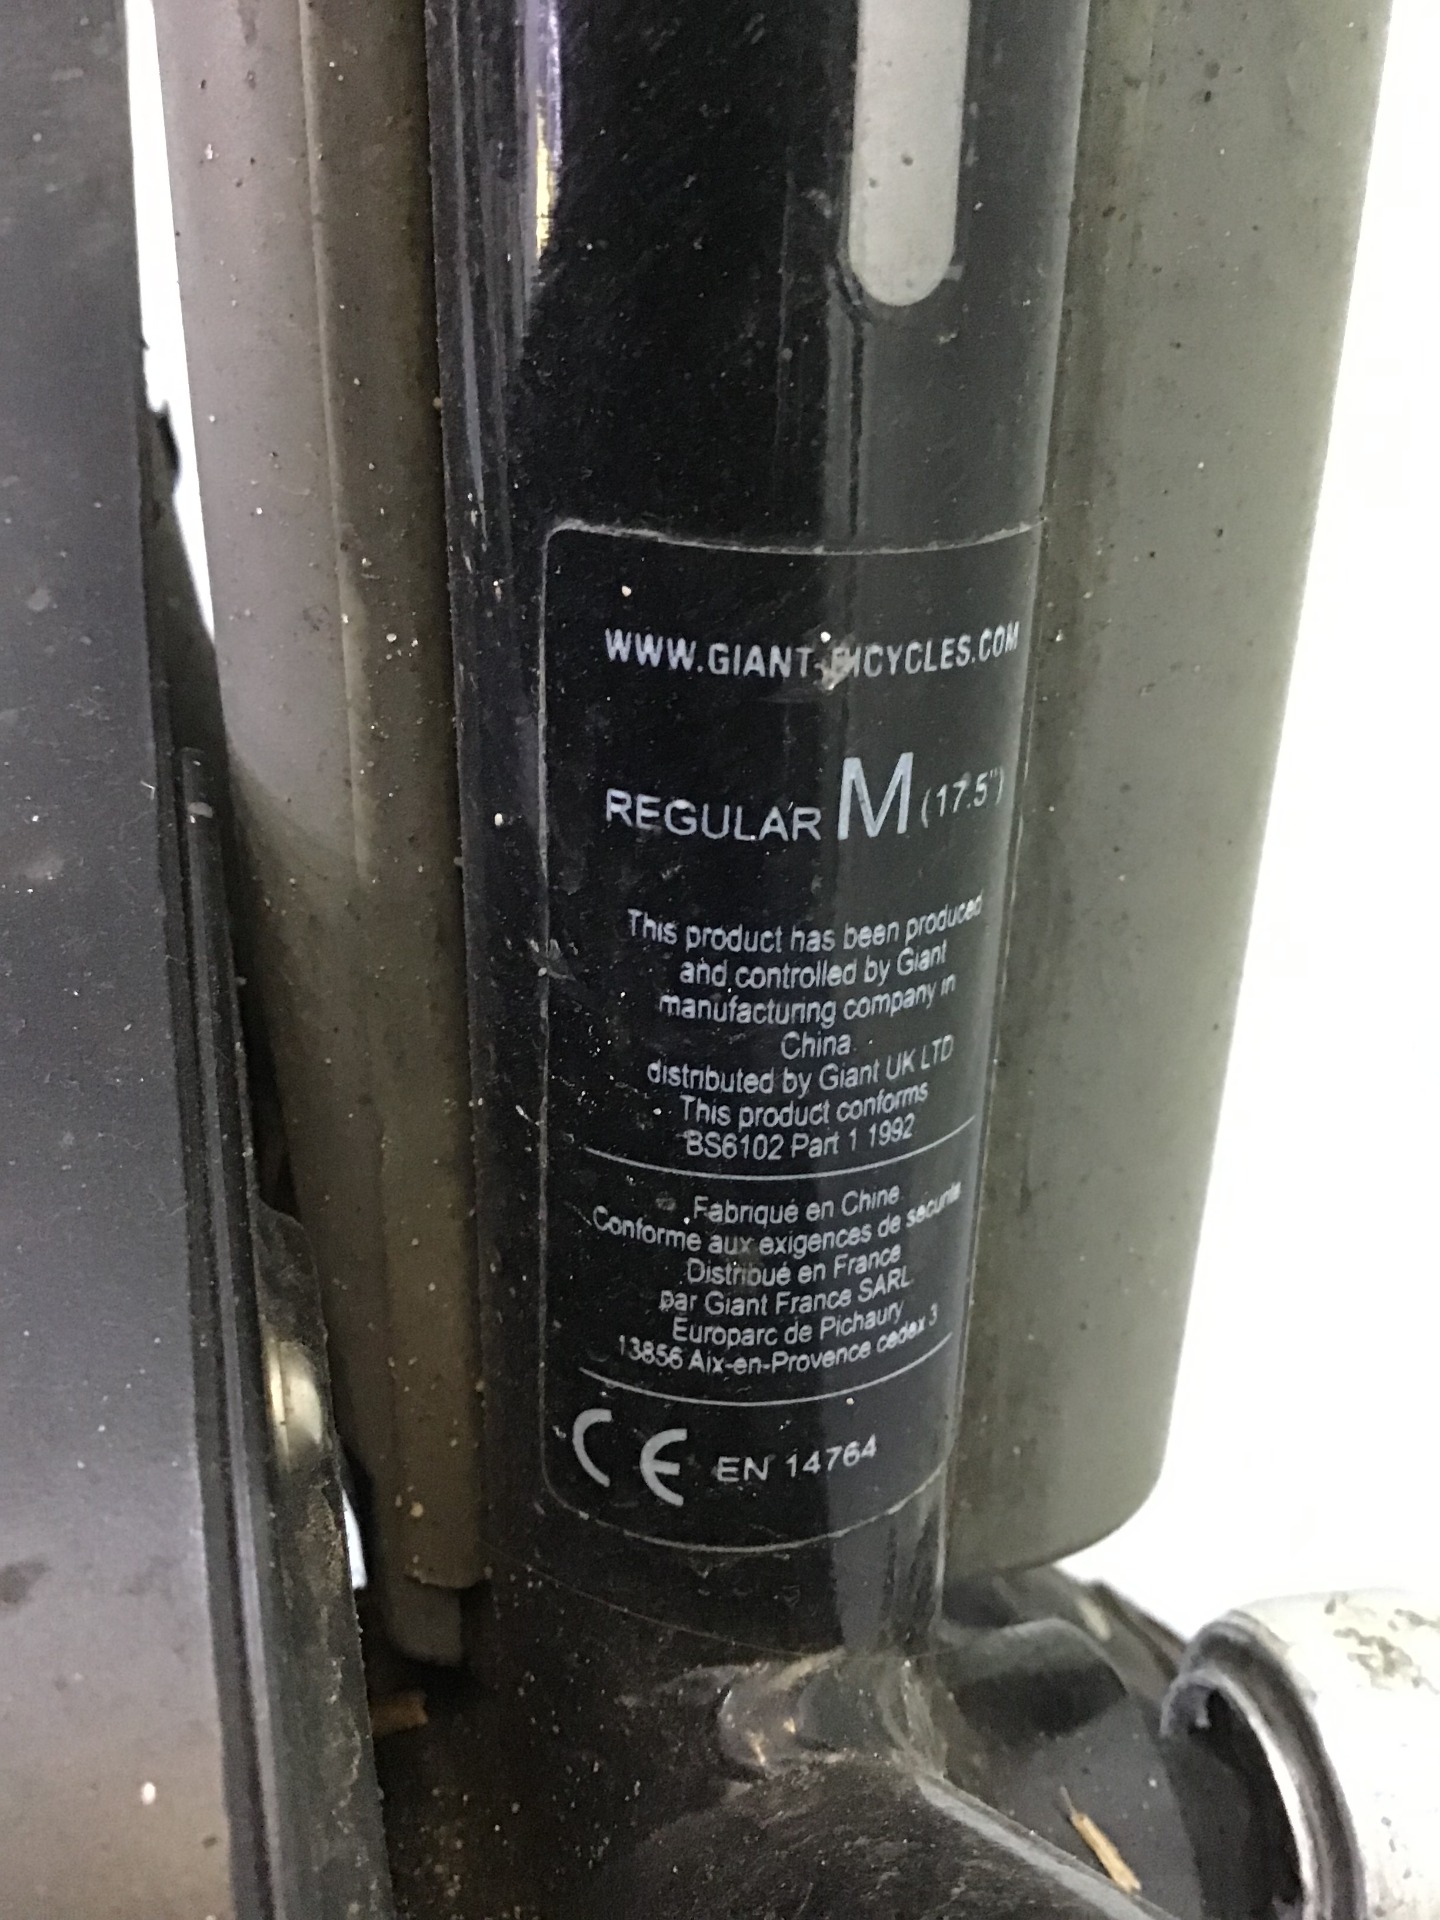 WWW.GIANT-BICYCLES.COM
REGULAR M (17.5")
This product has been produced
and controlled by Giant
manufacturing company in
China
distributed by Giant UK LTD
This product conforms
BS6102 Part 1 1992
Fabriqué en Chine
Conforme aux exigences de sécurité
Distribué en France
par Giant France SARL
Europarc de Pichaury
13856 Aix-en-Provence cedex 3
CE EN 14764